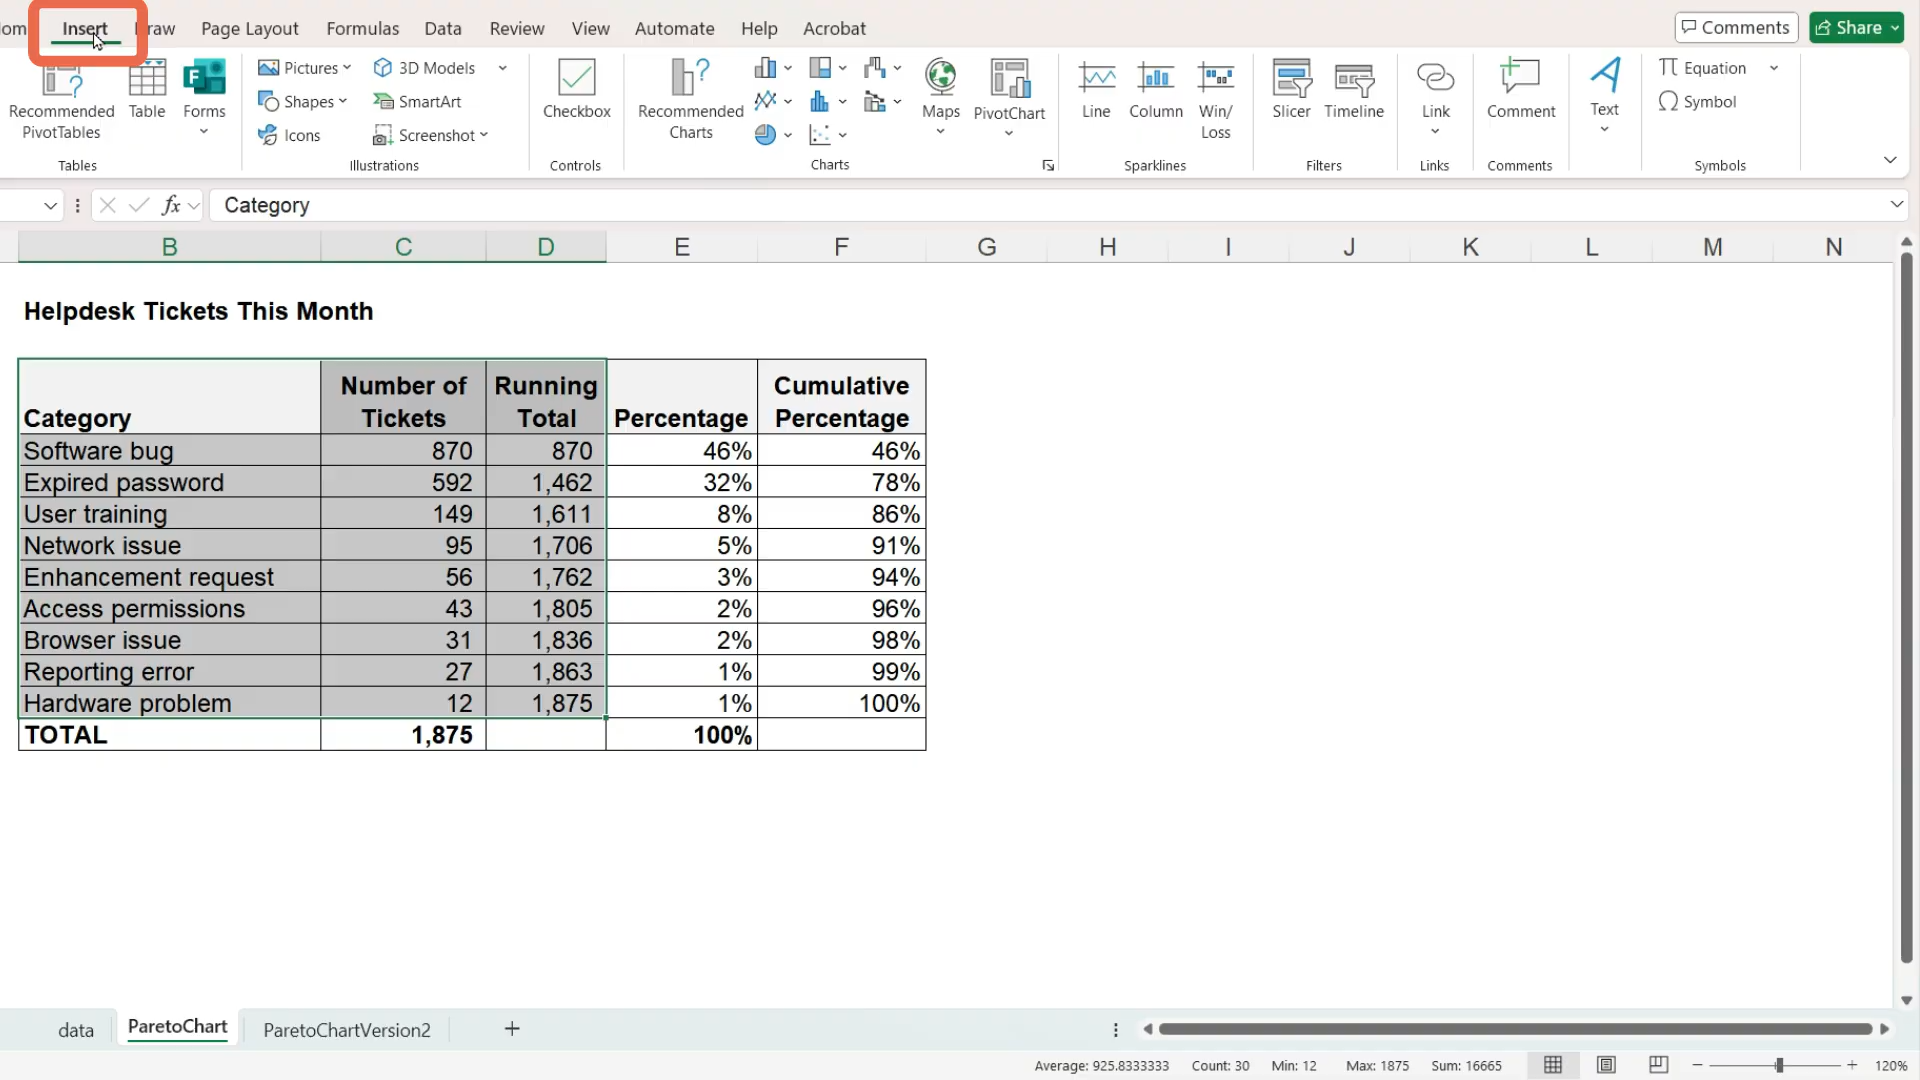 om Insert Draw Page Layout Formulas Data Review View Automate Help Acrobat Comments Share
Recommended PivotTables
Table
Forms
Tables
Pictures
Shapes
Icons
3D Models
SmartArt
Screenshot
Illustrations
Checkbox
Controls
Recommended Charts
Maps
PivotChart
Charts
Line
Column
Win/ Loss
Sparklines
Slicer
Timeline
Filters
Link
Links
Comment
Comments
Text
Equation
Symbol
Symbols
fx Category
B C D E F G H I J K L M N
Helpdesk Tickets This Month
Category Number of Tickets Running Total Percentage Cumulative Percentage
Software bug 870 870 46% 46%
Expired password 592 1,462 32% 78%
User training 149 1,611 8% 86%
Network issue 95 1,706 5% 91%
Enhancement request 56 1,762 3% 94%
Access permissions 43 1,805 2% 96%
Browser issue 31 1,836 2% 98%
Reporting error 27 1,863 1% 99%
Hardware problem 12 1,875 1% 100%
TOTAL 1,875 100%
data ParetoChart ParetoChartVersion2 +
Average: 925.8333333 Count: 30 Min: 12 Max: 1875 Sum: 16665 120%